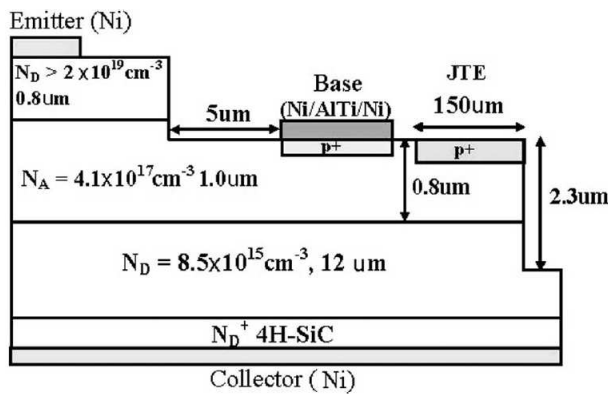 Emitter (Ni)
N_D > 2 x10^19 cm^-3
0.8um
5um
Base
(Ni/AlTi/Ni)
p+
JTE
150um
p+
N_A = 4.1x10^17 cm^-3 1.0um
0.8um
2.3um
N_D = 8.5x10^15 cm^-3, 12 um
N_D^+ 4H-SiC
Collector ( Ni)